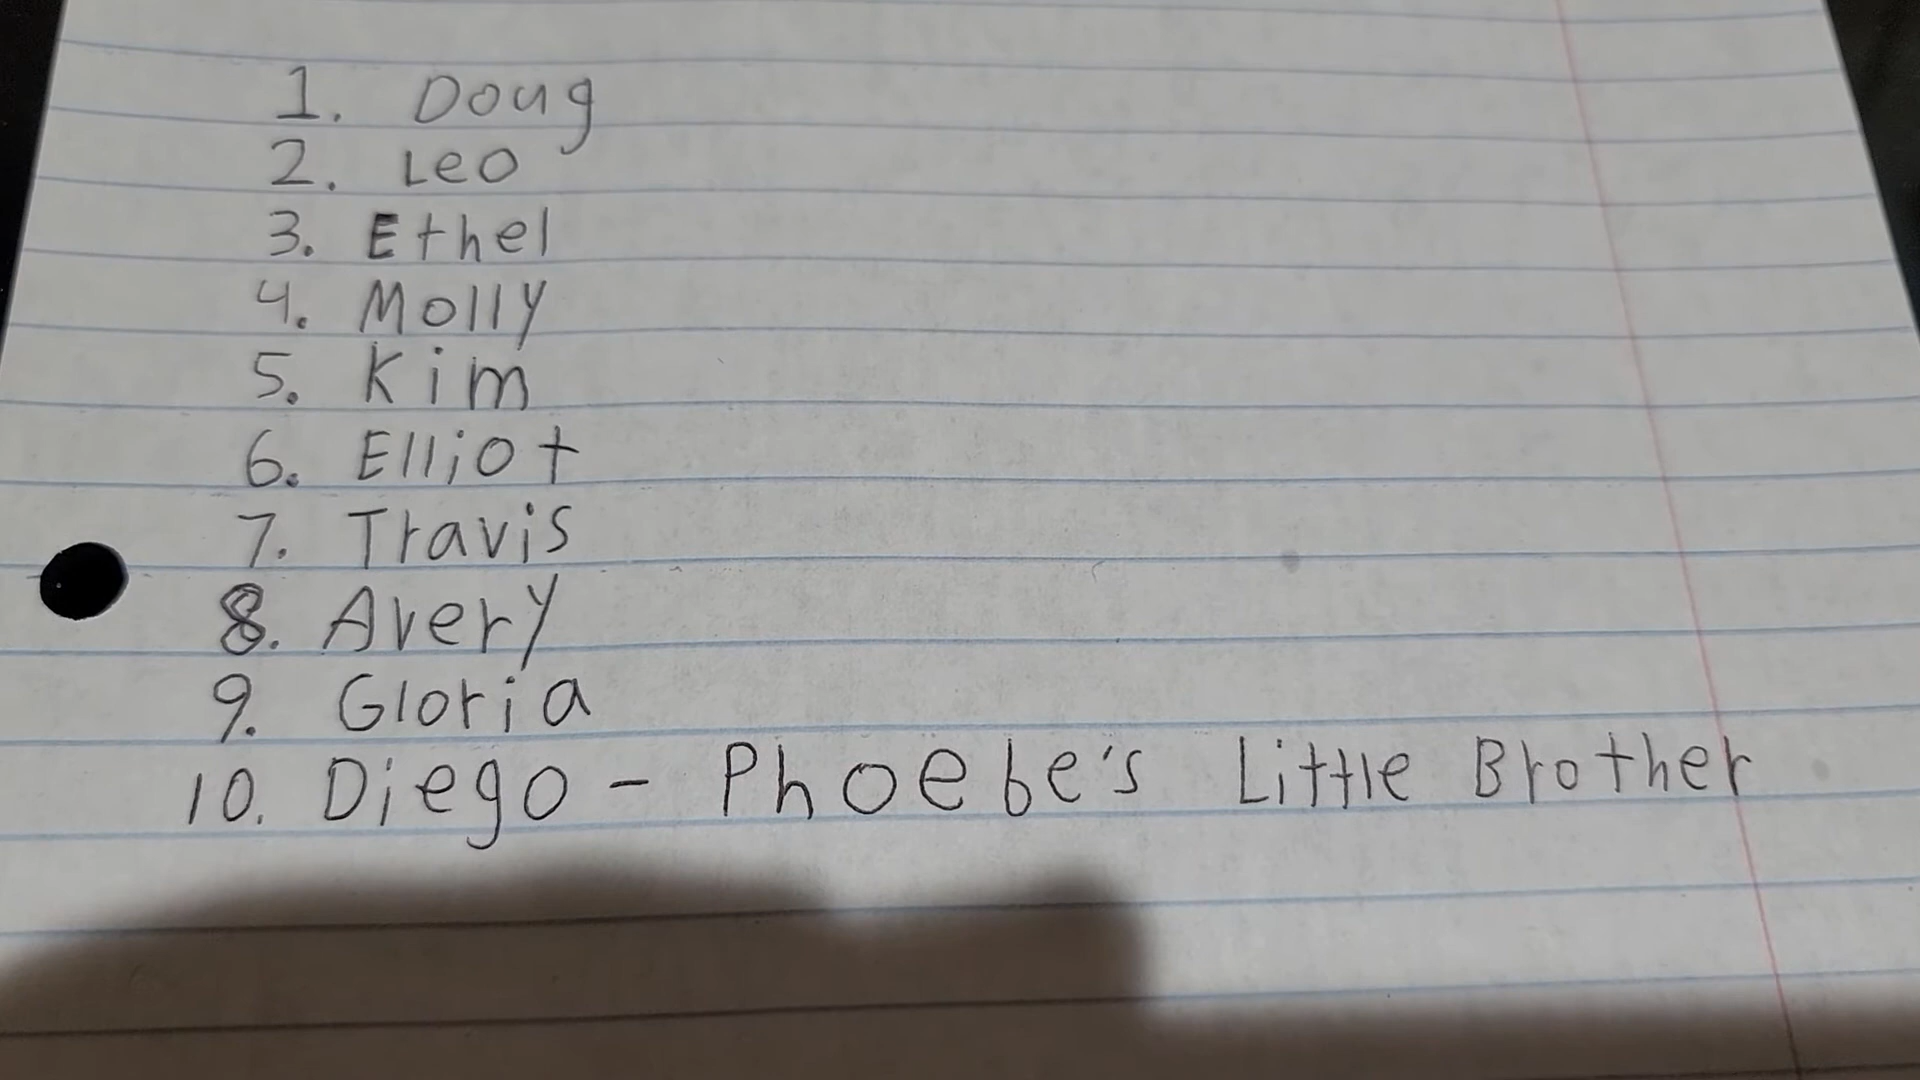 1. Doug
2. Leo
3. Ethel
4. Molly
5. Kim
6. Elliot
7. Travis
8. Avery
9. Gloria
10. Diego - Phoebe's Little Brother